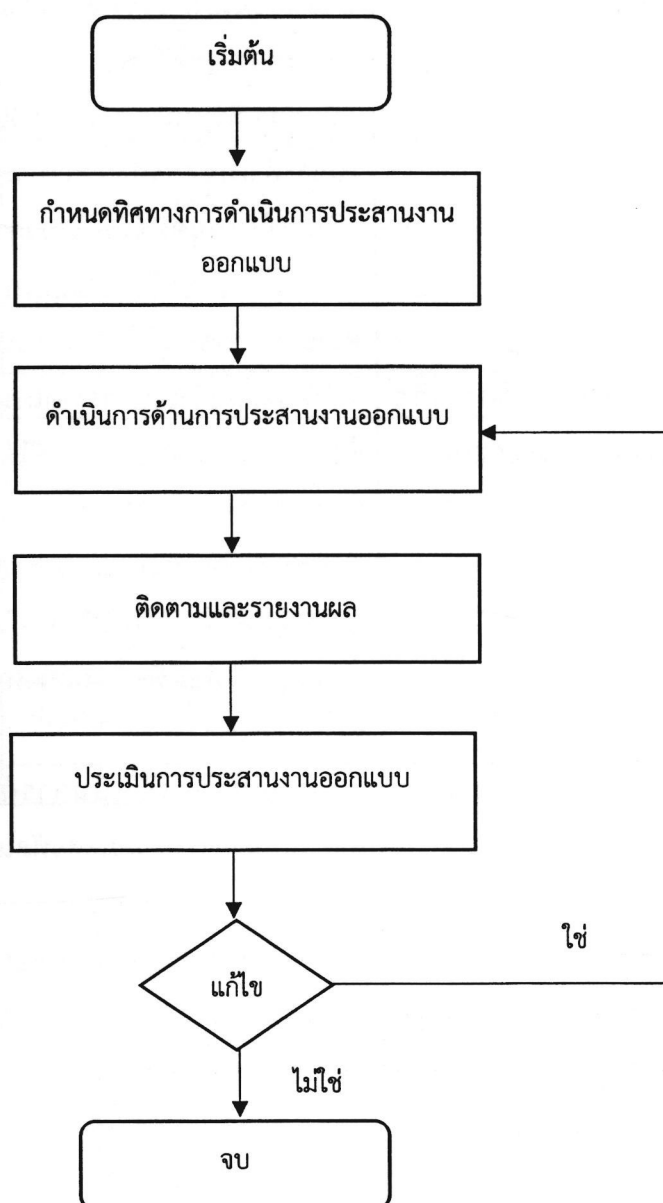 เริ่มต้น
กำหนดทิศทางการดำเนินการประสานงาน
ออกแบบ
ดำเนินการด้านการประสานงานออกแบบ
ติดตามและรายงานผล
ประเมินการประสานงานออกแบบ
ใช่
แก้ไข
ไม่ใช่
จบ